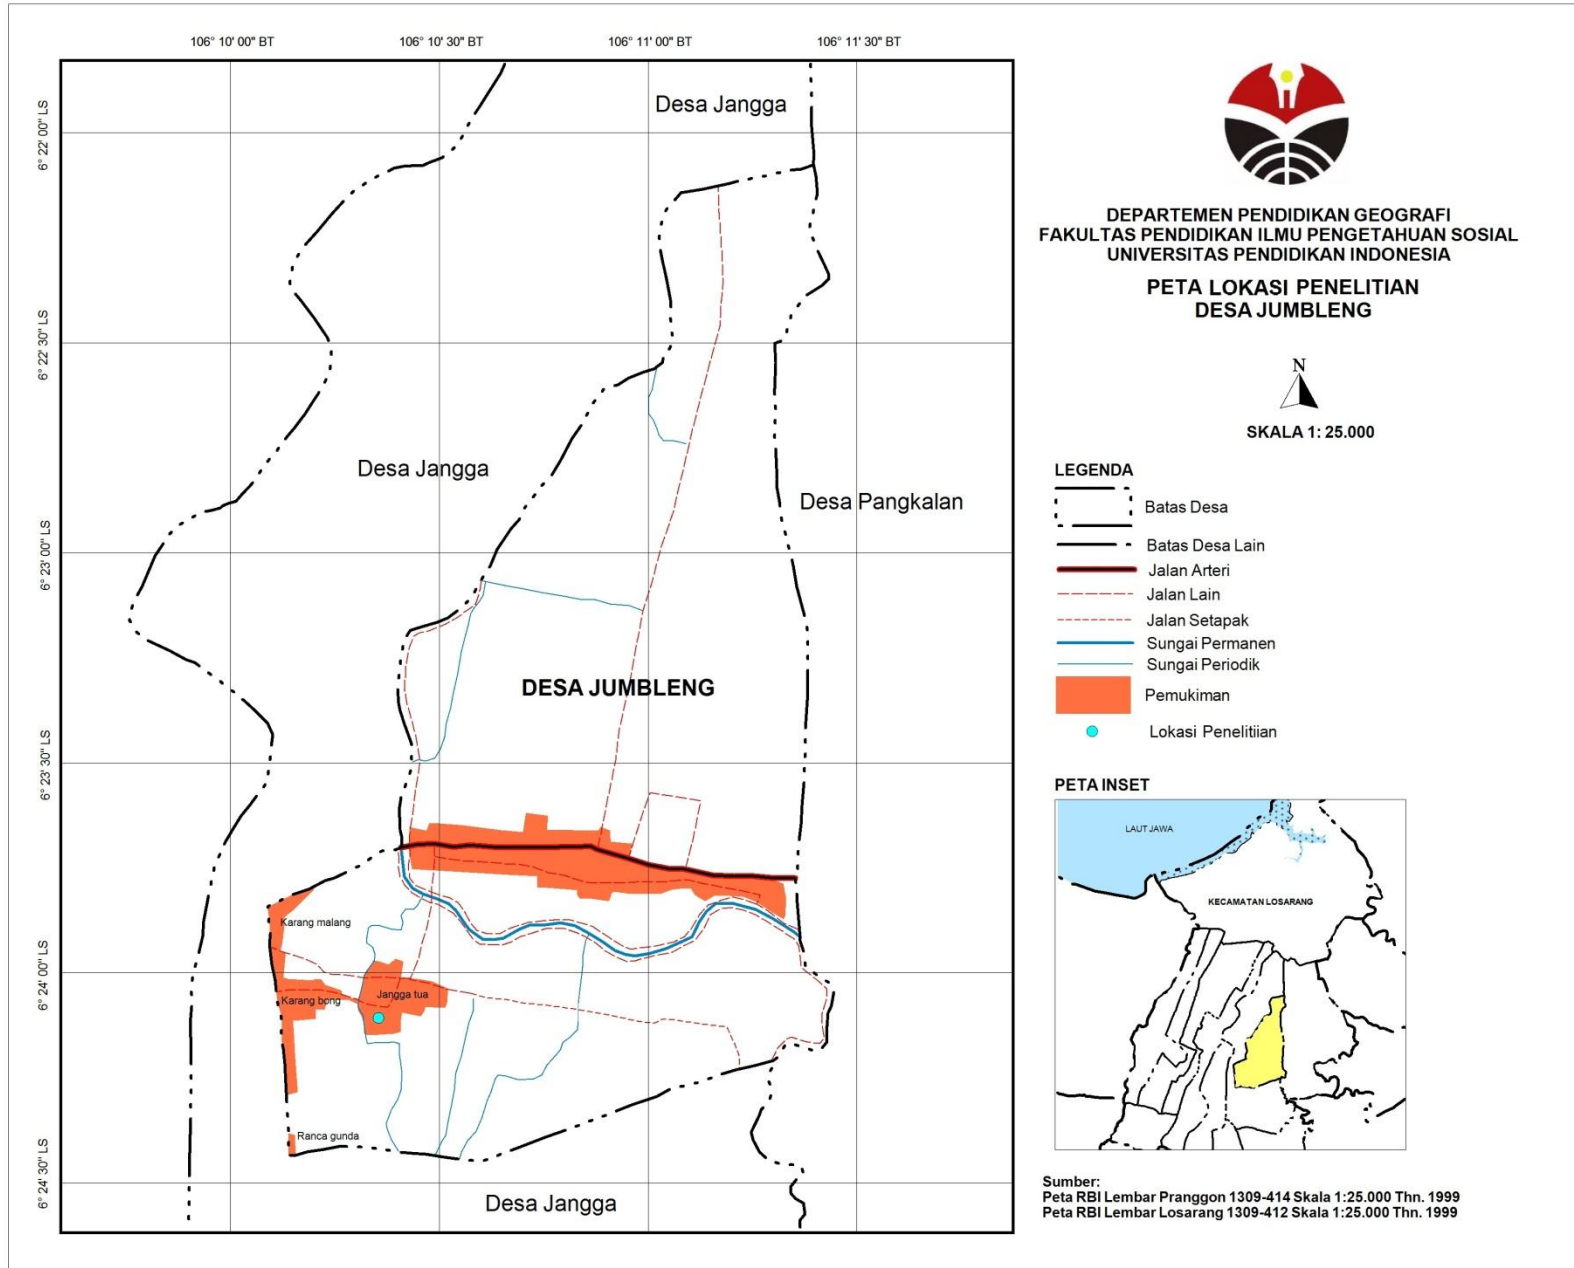 106° 10' 00" BT
106° 10' 30" BT
106° 11' 00" BT
106° 11' 30" BT
6° 22' 00" LS
6° 22' 30" LS
6° 23' 00" LS
6° 23' 30" LS
6° 24' 00" LS
6° 24' 30" LS
Desa Jangga
Desa Jangga
Desa Pangkalan
DESA JUMBLENG
Karang malang
Karang bong
Jangga tua
Ranca gunda
Desa Jangga
DEPARTEMEN PENDIDIKAN GEOGRAFI
FAKULTAS PENDIDIKAN ILMU PENGETAHUAN SOSIAL
UNIVERSITAS PENDIDIKAN INDONESIA
PETA LOKASI PENELITIAN
DESA JUMBLENG
N
SKALA 1: 25.000
LEGENDA
Batas Desa
Batas Desa Lain
Jalan Arteri
Jalan Lain
Jalan Setapak
Sungai Permanen
Sungai Periodik
Pemukiman
Lokasi Penelitiian
PETA INSET
LAUT JAWA
KECAMATAN LOSARANG
Sumber:
Peta RBI Lembar Pranggon 1309-414 Skala 1:25.000 Thn. 1999
Peta RBI Lembar Losarang 1309-412 Skala 1:25.000 Thn. 1999